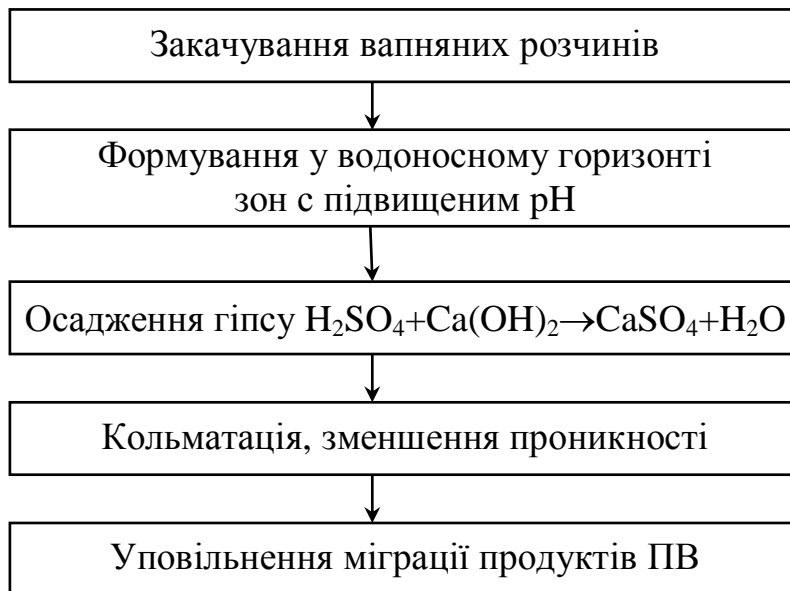 Закачування вапняних розчинів
Формування у водоносному горизонті
зон с підвищеним рН
Осадження гіпсу H₂SO₄+Ca(OH)₂→CaSO₄+H₂O
Кольматація, зменшення проникності
Уповільнення міграції продуктів ПВ